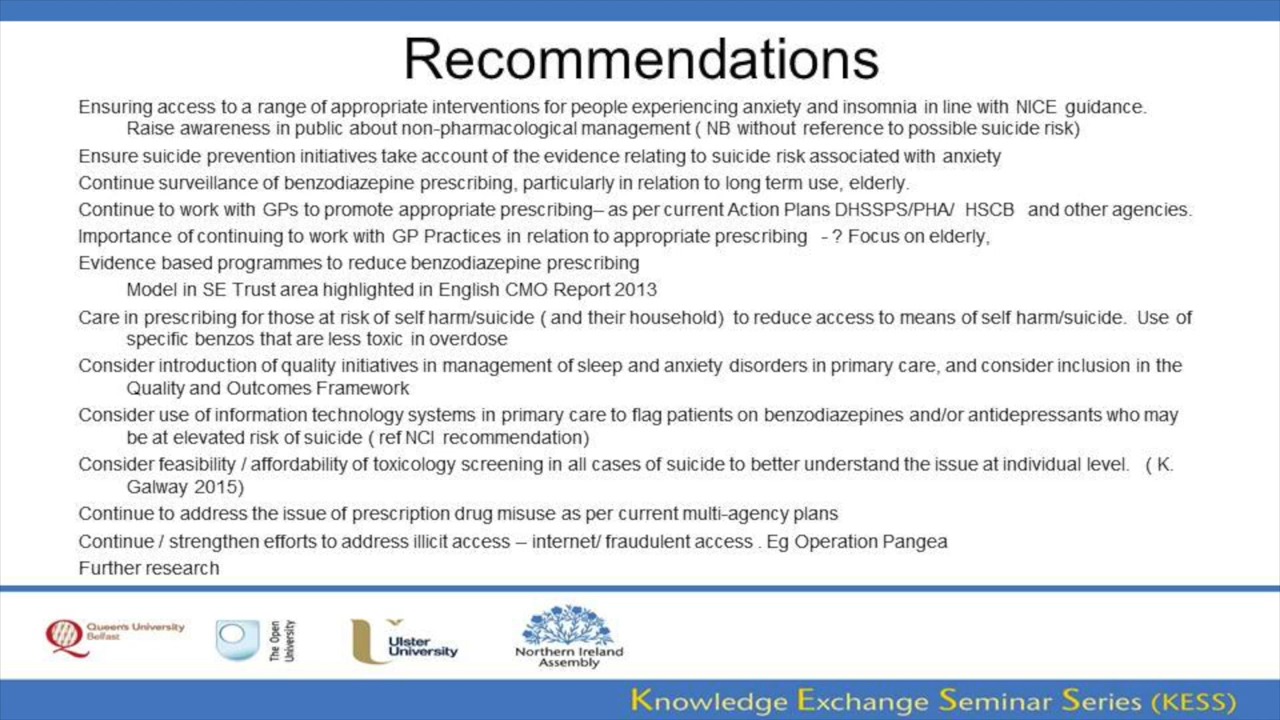 Recommendations
Ensuring access to a range of appropriate interventions for people experiencing anxiety and insomnia in line with NICE guidance.
Raise awareness in public about non-pharmacological management ( NB without reference to possible suicide risk)
Ensure suicide prevention initiatives take account of the evidence relating to suicide risk associated with anxiety
Continue surveillance of benzodiazepine prescribing, particularly in relation to long term use, elderly.
Continue to work with GPs to promote appropriate prescribing– as per current Action Plans DHSSPS/PHA/ HSCB and other agencies.
Importance of continuing to work with GP Practices in relation to appropriate prescribing - ? Focus on elderly,
Evidence based programmes to reduce benzodiazepine prescribing
Model in SE Trust area highlighted in English CMO Report 2013
Care in prescribing for those at risk of self harm/suicide ( and their household) to reduce access to means of self harm/suicide. Use of
specific benzos that are less toxic in overdose
Consider introduction of quality initiatives in management of sleep and anxiety disorders in primary care, and consider inclusion in the
Quality and Outcomes Framework
Consider use of information technology systems in primary care to flag patients on benzodiazepines and/or antidepressants who may
be at elevated risk of suicide ( ref NCI recommendation)
Consider feasibility / affordability of toxicology screening in all cases of suicide to better understand the issue at individual level. ( K.
Galway 2015)
Continue to address the issue of prescription drug misuse as per current multi-agency plans
Continue / strengthen efforts to address illicit access – internet/ fraudulent access . Eg Operation Pangea
Further research
Queen's University
Belfast
The Open
University
Ulster
University
Northern Ireland
Assembly
Knowledge Exchange Seminar Series (KESS)